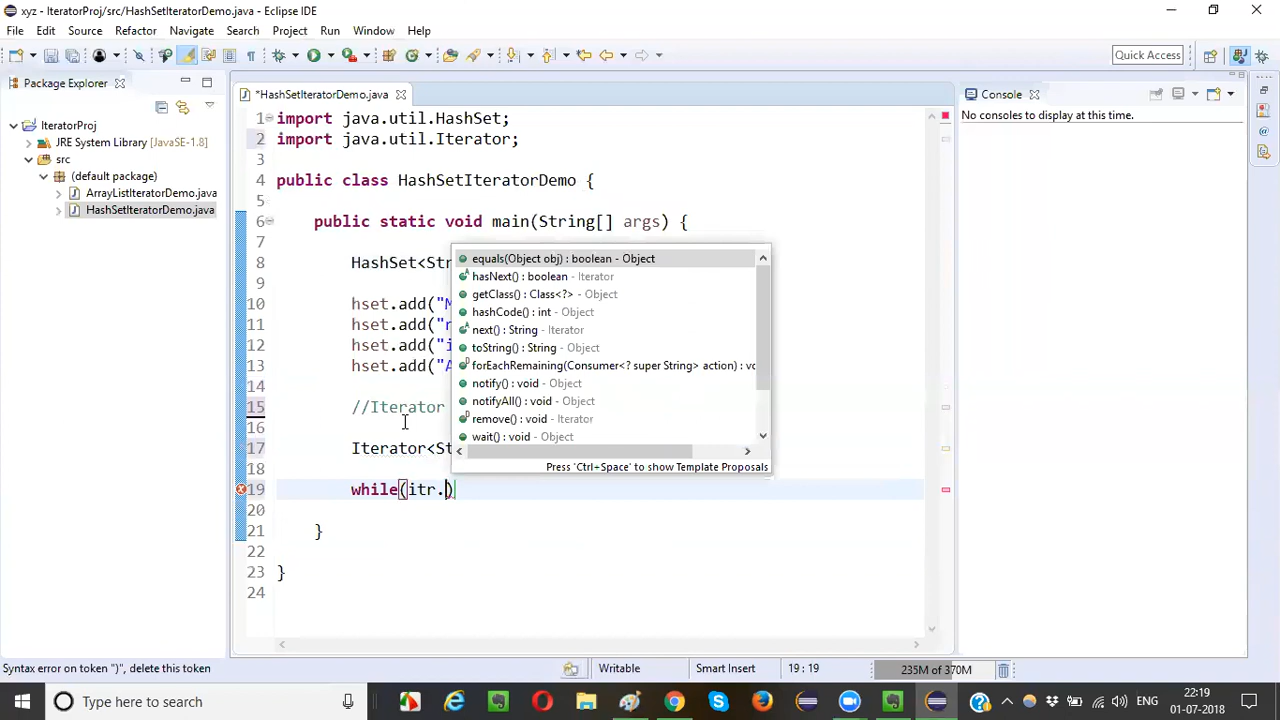 xyz - IteratorProj/src/HashSetIteratorDemo.java - Eclipse IDE
File Edit Source Refactor Navigate Search Project Run Window Help
Quick Access
Package Explorer
IteratorProj
JRE System Library [JavaSE-1.8]
src
(default package)
ArrayListIteratorDemo.java
HashSetIteratorDemo.java
*HashSetIteratorDemo.java
1 import java.util.HashSet;
2 import java.util.Iterator;
3
4 public class HashSetIteratorDemo {
5
6 public static void main(String[] args) {
7
8 HashSet<Str
9
10 hset.add("M
11 hset.add("r
12 hset.add("i
13 hset.add("A
14
15 //Iterator
16
17 Iterator<St
18
19 while(itr.)
20
21 }
22
23 }
24
equals(Object obj) : boolean - Object
hasNext() : boolean - Iterator
getClass() : Class<?> - Object
hashCode() : int - Object
next() : String - Iterator
toString() : String - Object
forEachRemaining(Consumer<? super String> action) : vo
notify() : void - Object
notifyAll() : void - Object
remove() : void - Iterator
wait() : void - Object
Press 'Ctrl+Space' to show Template Proposals
Console
No consoles to display at this time.
Syntax error on token ")", delete this token
Writable
Smart Insert
19 : 19
235M of 370M
Type here to search
ENG
22:19
01-07-2018